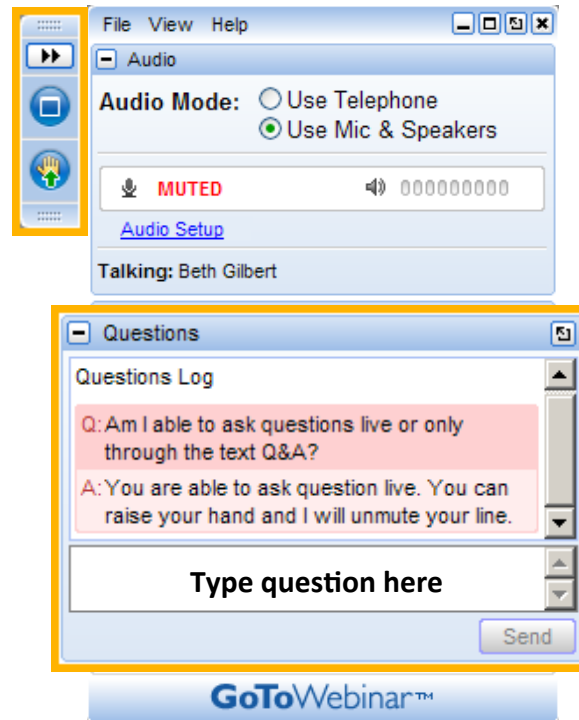 File View Help
Audio
Audio Mode: Use Telephone
Use Mic & Speakers
MUTED 000000000
Audio Setup
Talking: Beth Gilbert
Questions
Questions Log
Q: Am I able to ask questions live or only
through the text Q&A?
A: You are able to ask question live. You can
raise your hand and I will unmute your line.
Type question here
Send
GoToWebinar™